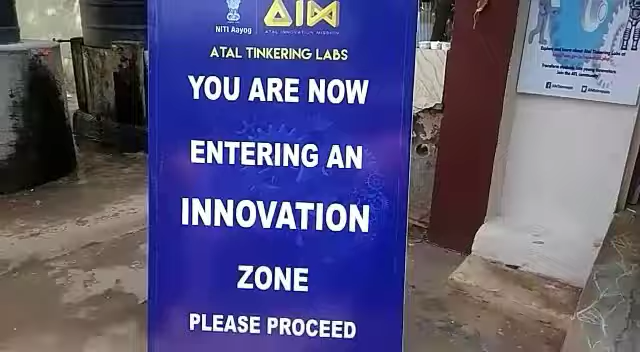 NITI Aayog
AIM
ATAL INNOVATION MISSION
ATAL TINKERING LABS
YOU ARE NOW
ENTERING AN
INNOVATION
ZONE
PLEASE PROCEED